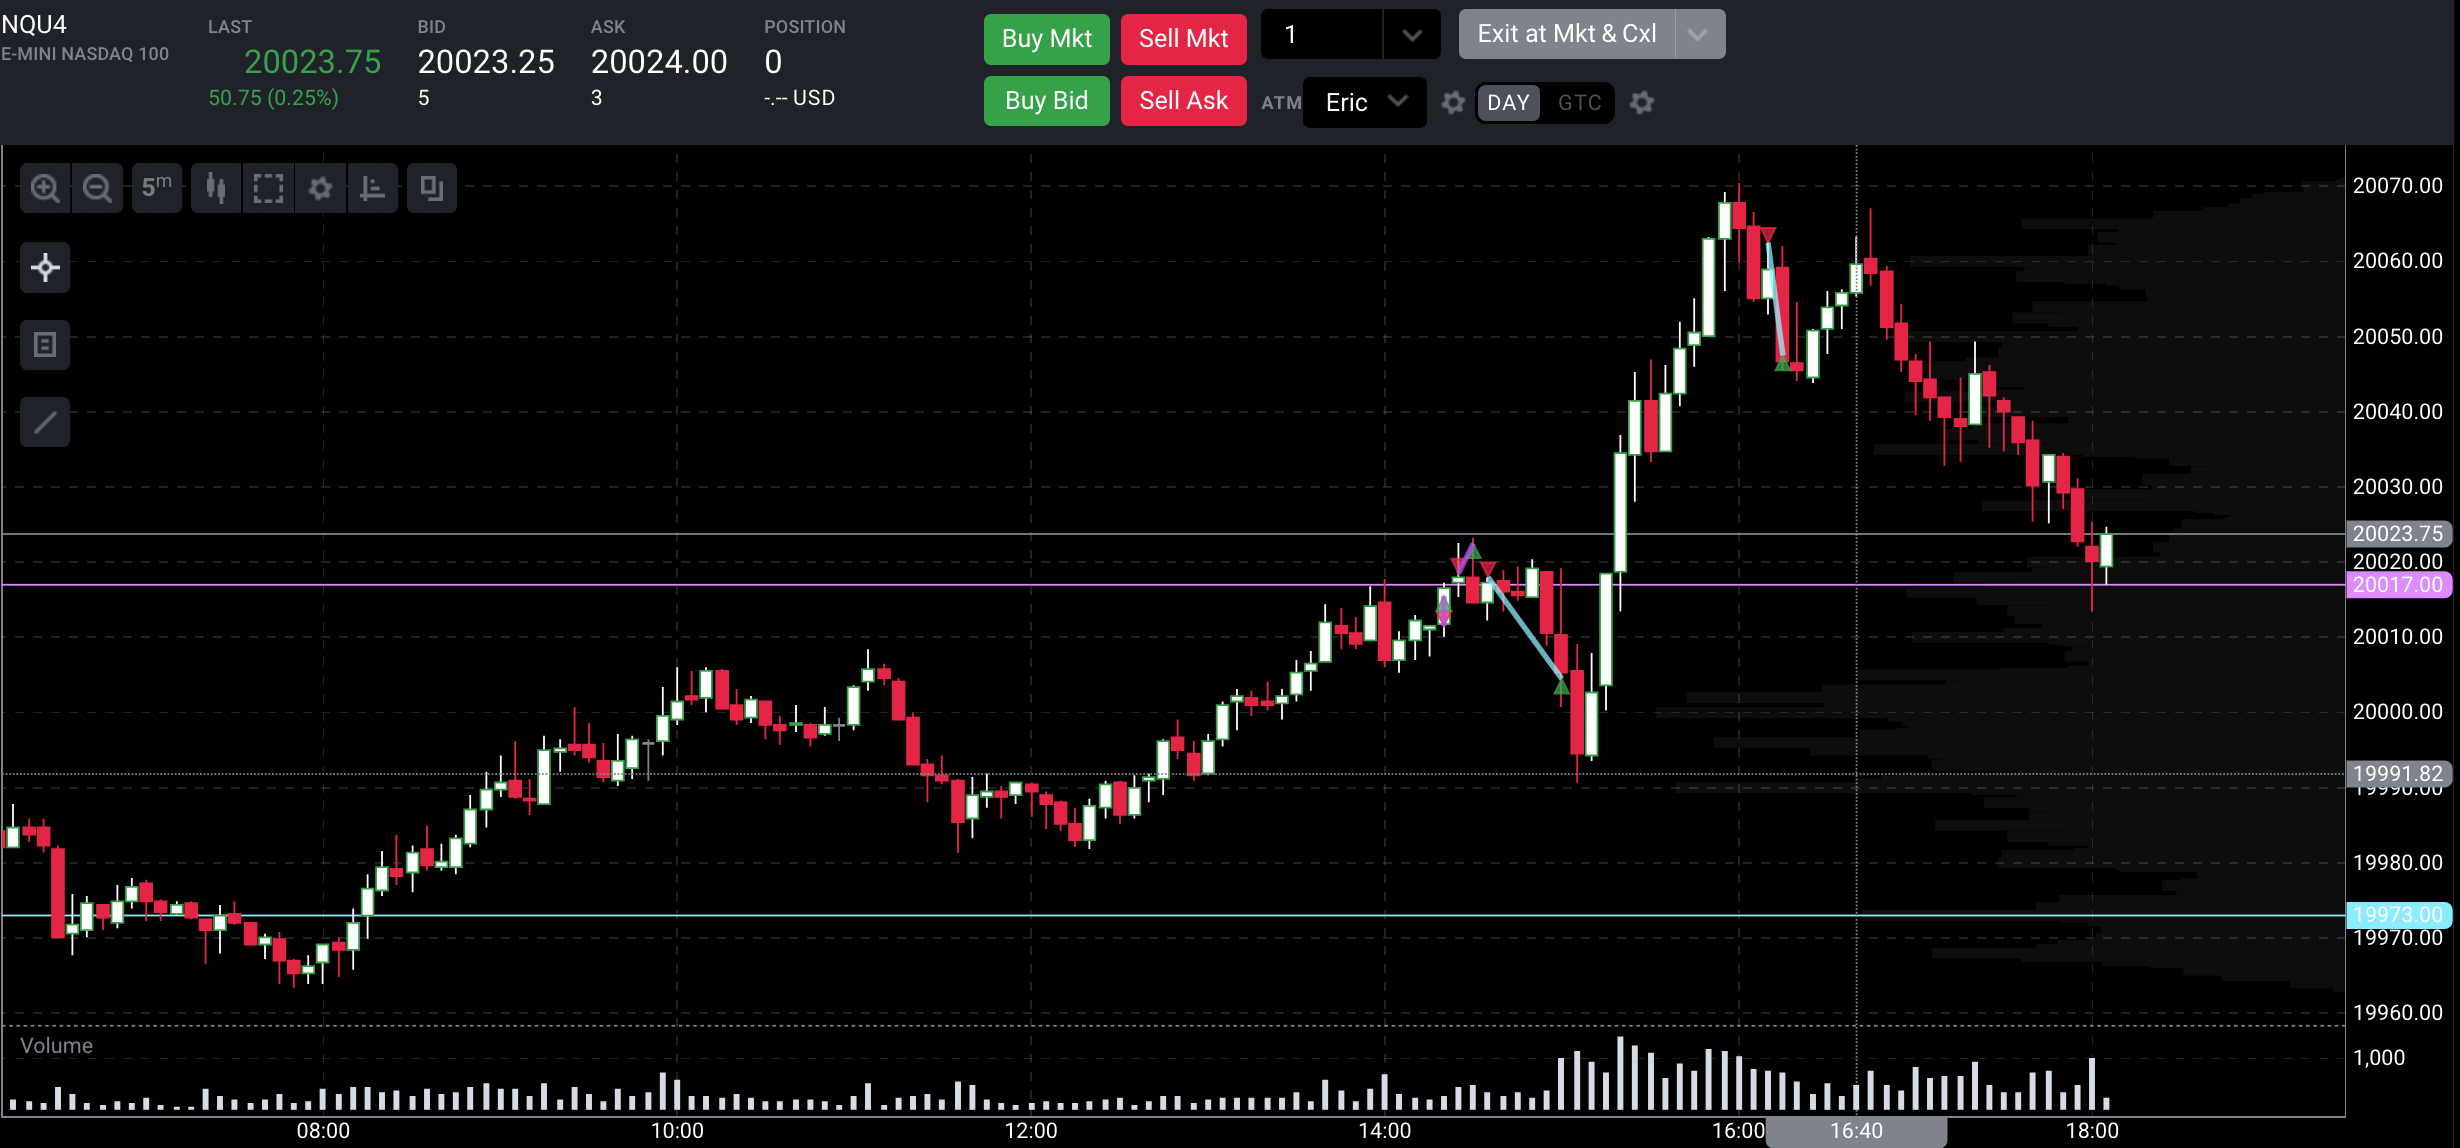 NQU4
E-MINI NASDAQ 100
LAST
20023.75
50.75 (0.25%)
BID
20023.25
5
ASK
20024.00
3
POSITION
0
-.-- USD
Buy Mkt
Sell Mkt
1
Exit at Mkt & Cxl
Buy Bid
Sell Ask
ATM
Eric
DAY
GTC
5m
20070.00
20060.00
20050.00
20040.00
20030.00
20023.75
20020.00
20017.00
20010.00
20000.00
19991.82
19990.00
19980.00
19973.00
19970.00
19960.00
Volume
1,000
08:00
10:00
12:00
14:00
16:00
16:40
18:00